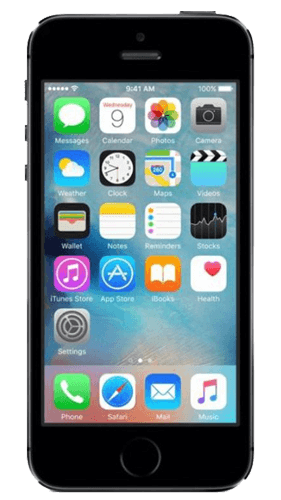 9:41 AM 100%
Wednesday
9
Messages Calendar Photos Camera
280
Weather Clock Maps Videos
Wallet Notes Reminders Stocks
iTunes Store App Store iBooks Health
Settings
Phone Safari Mail Music